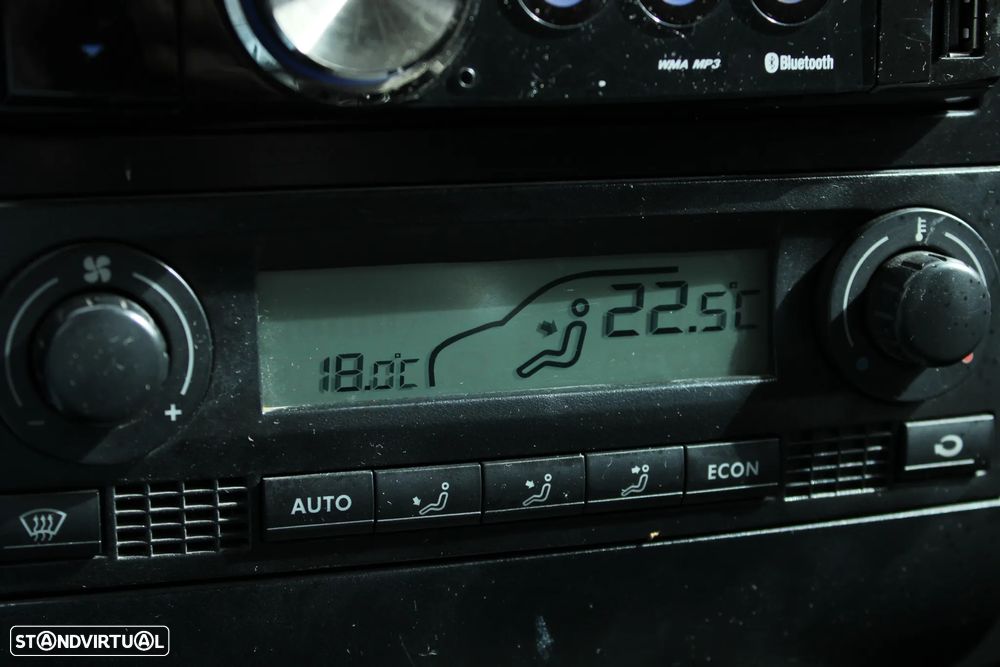 WMA MP3
Bluetooth
22.5°C
18.0°C
- +
AUTO
ECON
STANDVIRTUAL